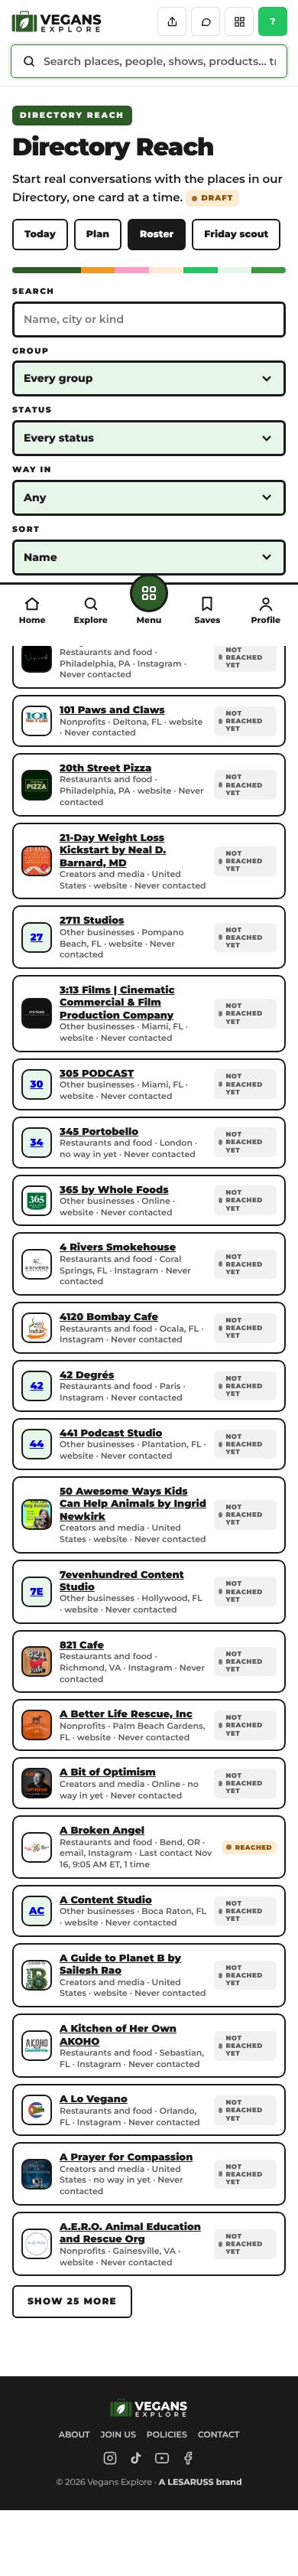 VEGANS
EXPLORE
?
Search places, people, shows, products... tr
DIRECTORY REACH
Directory Reach
Start real conversations with the places in our
Directory, one card at a time. DRAFT
Today
Plan
Roster
Friday scout
SEARCH
Name, city or kind
GROUP
Every group
STATUS
Every status
WAY IN
Any
SORT
Name
Home
Explore
Menu
Saves
Profile
Restaurants and food ·
Philadelphia, PA · Instagram ·
Never contacted
NOT
REACHED
YET
101 Paws and Claws
Nonprofits · Deltona, FL · website
· Never contacted
NOT
REACHED
YET
20th Street Pizza
Restaurants and food ·
Philadelphia, PA · website · Never
contacted
NOT
REACHED
YET
21-Day Weight Loss
Kickstart by Neal D.
Barnard, MD
Creators and media · United
States · website · Never contacted
NOT
REACHED
YET
27
2711 Studios
Other businesses · Pompano
Beach, FL · website · Never
contacted
NOT
REACHED
YET
3:13 Films | Cinematic
Commercial & Film
Production Company
Other businesses · Miami, FL ·
website · Never contacted
NOT
REACHED
YET
30
305 PODCAST
Other businesses · Miami, FL ·
website · Never contacted
NOT
REACHED
YET
34
345 Portobello
Restaurants and food · London ·
no way in yet · Never contacted
NOT
REACHED
YET
365
365 by Whole Foods
Other businesses · Online ·
website · Never contacted
NOT
REACHED
YET
4 Rivers Smokehouse
Restaurants and food · Coral
Springs, FL · Instagram · Never
contacted
NOT
REACHED
YET
4120 Bombay Cafe
Restaurants and food · Ocala, FL ·
Instagram · Never contacted
NOT
REACHED
YET
42
42 Degrés
Restaurants and food · Paris ·
Instagram · Never contacted
NOT
REACHED
YET
44
441 Podcast Studio
Other businesses · Plantation, FL ·
website · Never contacted
NOT
REACHED
YET
50 Awesome Ways Kids
Can Help Animals by Ingrid
Newkirk
Creators and media · United
States · website · Never contacted
NOT
REACHED
YET
7E
7evenhundred Content
Studio
Other businesses · Hollywood, FL
· website · Never contacted
NOT
REACHED
YET
821 Cafe
Restaurants and food ·
Richmond, VA · Instagram · Never
contacted
NOT
REACHED
YET
A Better Life Rescue, Inc
Nonprofits · Palm Beach Gardens,
FL · website · Never contacted
NOT
REACHED
YET
A Bit of Optimism
Creators and media · Online · no
way in yet · Never contacted
NOT
REACHED
YET
A Broken Angel
Restaurants and food · Bend, OR ·
email, Instagram · Last contact Nov
16, 9:05 AM ET, 1 time
REACHED
AC
A Content Studio
Other businesses · Boca Raton, FL
· website · Never contacted
NOT
REACHED
YET
A Guide to Planet B by
Sailesh Rao
Creators and media · United
States · website · Never contacted
NOT
REACHED
YET
AKOHO
A Kitchen of Her Own
AKOHO
Restaurants and food · Sebastian,
FL · Instagram · Never contacted
NOT
REACHED
YET
A Lo Vegano
Restaurants and food · Orlando,
FL · Instagram · Never contacted
NOT
REACHED
YET
A Prayer for Compassion
Creators and media · United
States · no way in yet · Never
contacted
NOT
REACHED
YET
A.E.R.O. Animal Education
and Rescue Org
Nonprofits · Gainesville, VA ·
website · Never contacted
NOT
REACHED
YET
SHOW 25 MORE
VEGANS
EXPLORE
ABOUT
JOIN US
POLICIES
CONTACT
© 2026 Vegans Explore · A LESARUSS brand